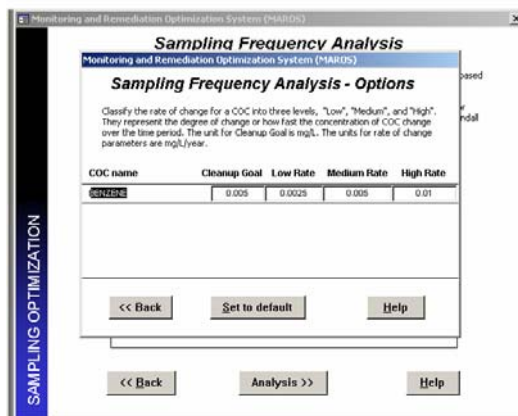 Monitoring and Remediation Optimization System (MAROS)
Sampling Frequency Analysis
Monitoring and Remediation Optimization System (MAROS)
Sampling Frequency Analysis - Options
Classify the rate of change for a COC into three levels, "Low", "Medium", and "High".
They represent the degree of change or how fast the concentration of COC change
over the time period. The unit for Cleanup Goal is mg/L. The units for rate of change
parameters are mg/L/year.
COC name Cleanup Goal Low Rate Medium Rate High Rate
BENZENE 0.005 0.0025 0.005 0.01
<< Back Set to default Help
SAMPLING OPTIMIZATION
<< Back Analysis >> Help